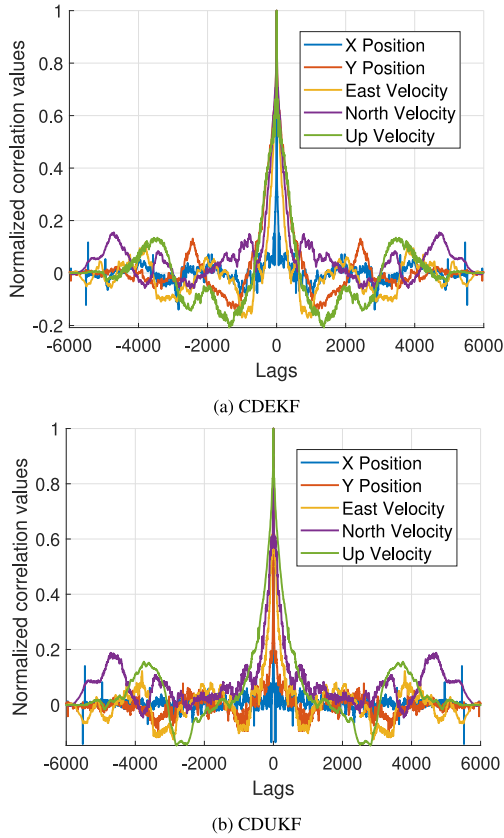 1
0.8
0.6
0.4
0.2
0
-0.2
Normalized correlation values
X Position
Y Position
East Velocity
North Velocity
Up Velocity
-6000 -4000 -2000 0 2000 4000 6000
Lags
(a) CDEKF
1
0.8
0.6
0.4
0.2
0
Normalized correlation values
X Position
Y Position
East Velocity
North Velocity
Up Velocity
-6000 -4000 -2000 0 2000 4000 6000
Lags
(b) CDUKF